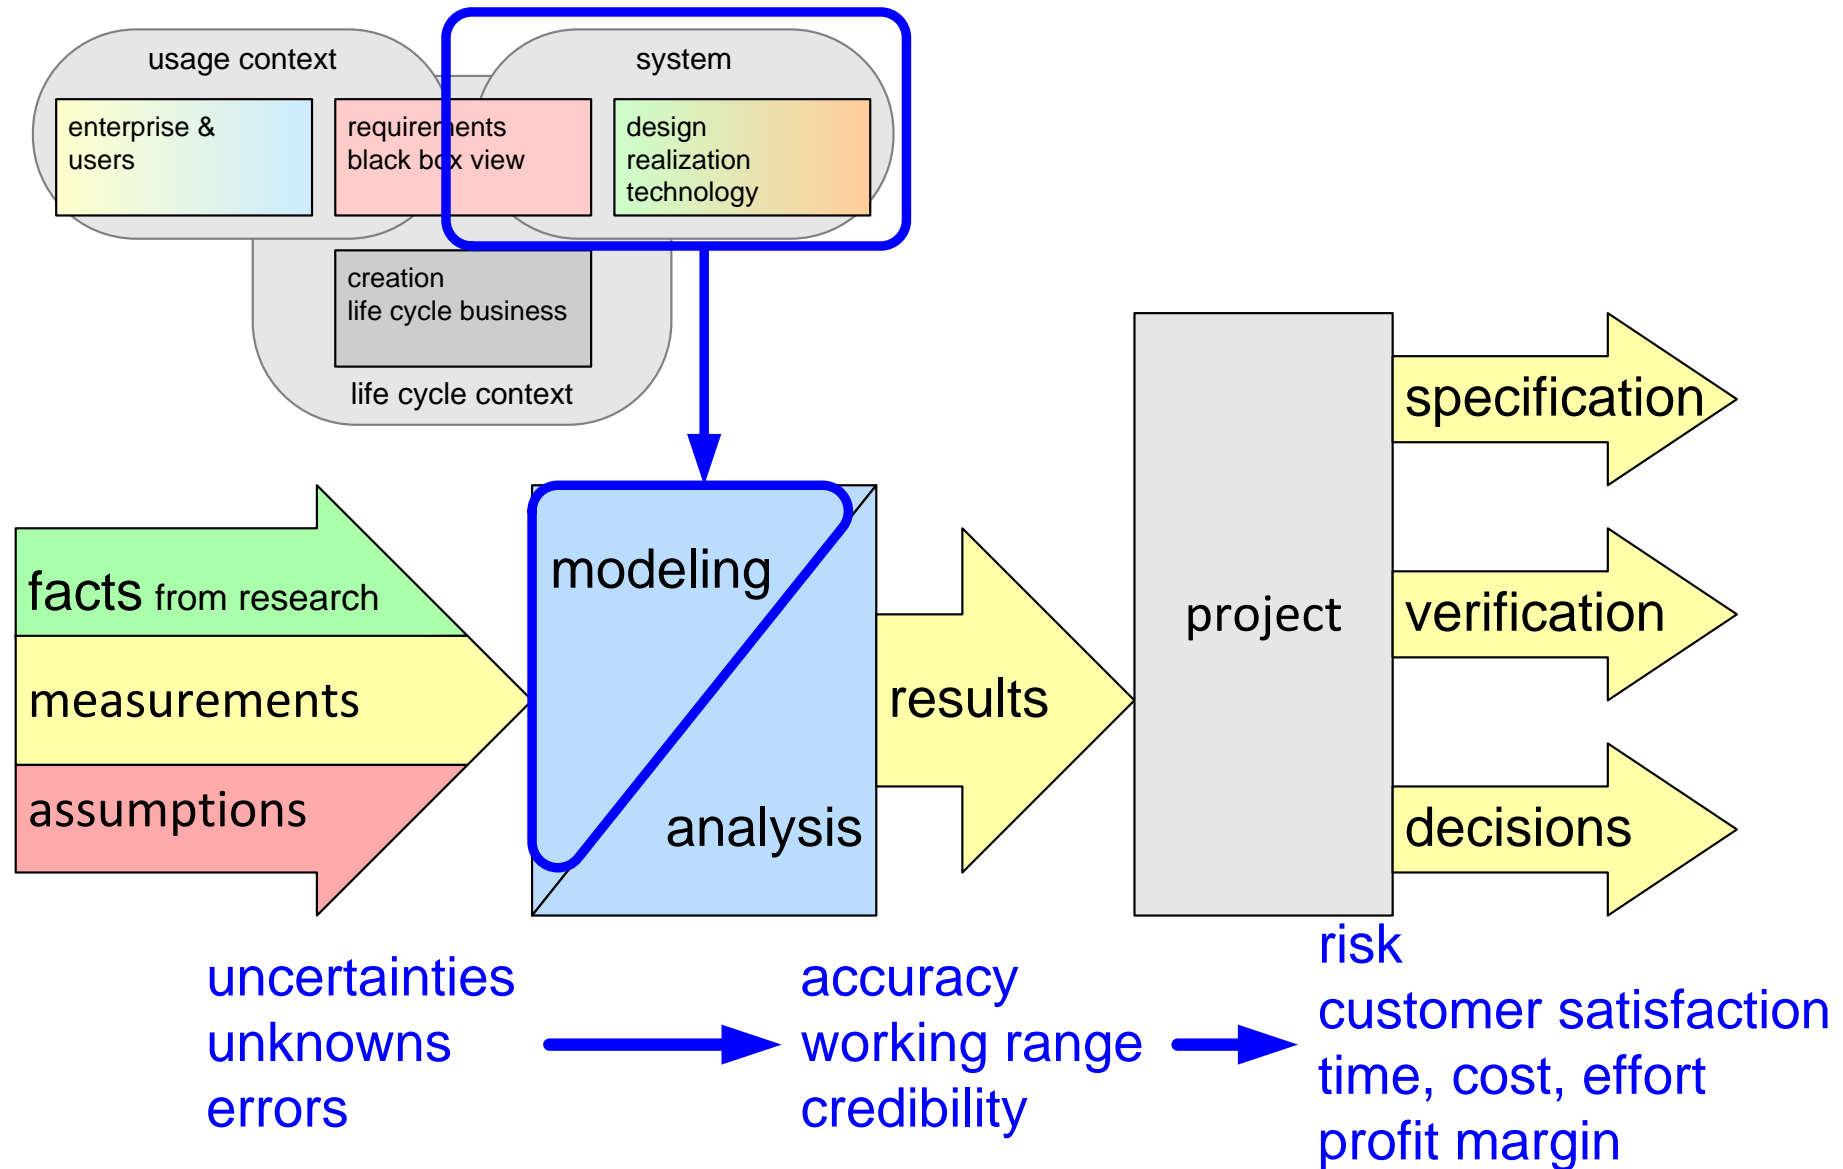 usage context
system
enterprise &
users
requirements
black box view
design
realization
technology
creation
life cycle business
life cycle context
facts from research
measurements
assumptions
modeling
analysis
results
project
specification
verification
decisions
uncertainties
unknowns
errors
accuracy
working range
credibility
risk
customer satisfaction
time, cost, effort
profit margin